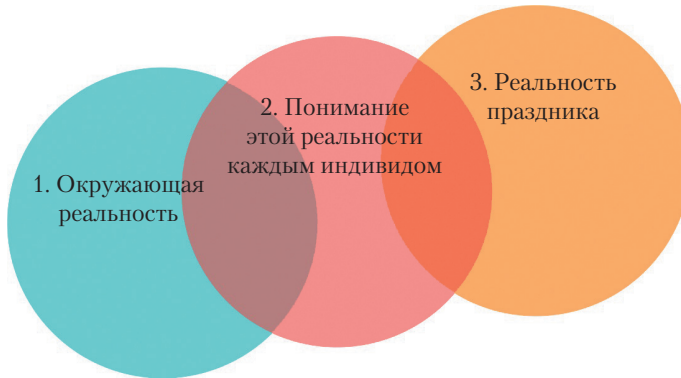 1. Окружающая
реальность
2. Понимание
этой реальности
каждым индивидом
3. Реальность
праздника